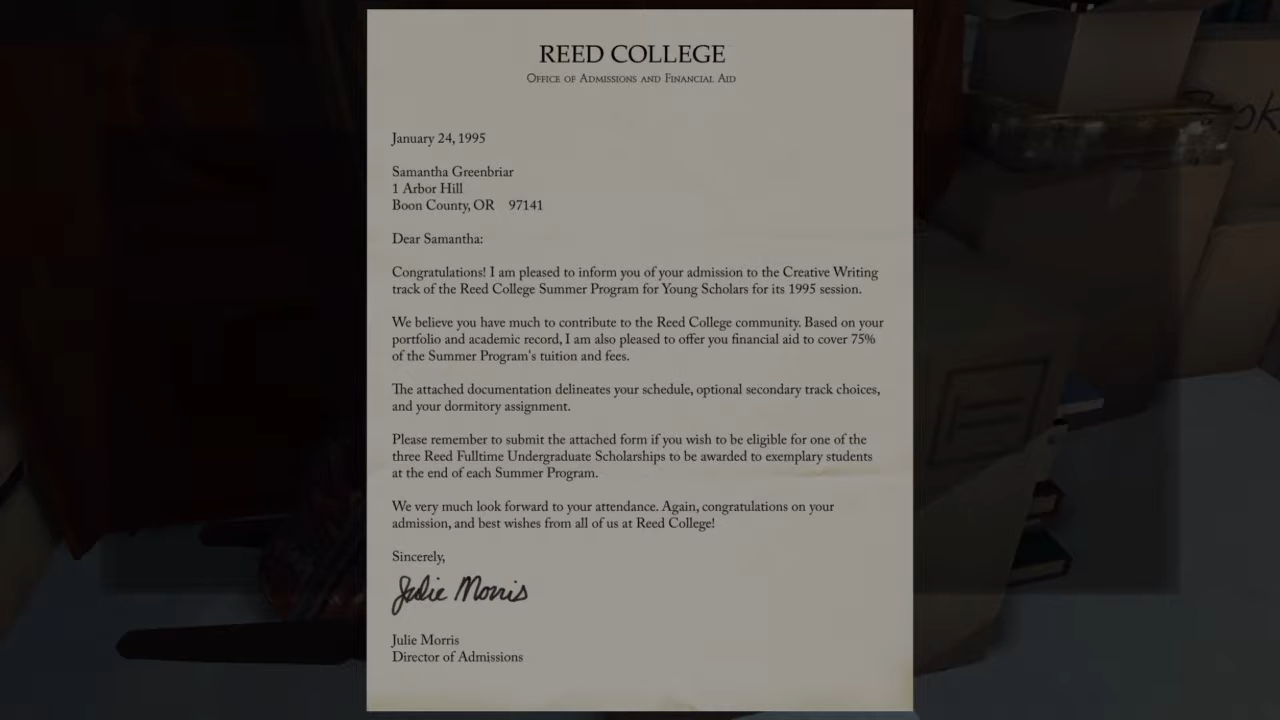 REED COLLEGE
Office of Admissions and Financial Aid
January 24, 1995
Samantha Greenbriar
1 Arbor Hill
Boon County, OR 97141
Dear Samantha:
Congratulations! I am pleased to inform you of your admission to the Creative Writing
track of the Reed College Summer Program for Young Scholars for its 1995 session.
We believe you have much to contribute to the Reed College community. Based on your
portfolio and academic record, I am also pleased to offer you financial aid to cover 75%
of the Summer Program's tuition and fees.
The attached documentation delineates your schedule, optional secondary track choices,
and your dormitory assignment.
Please remember to submit the attached form if you wish to be eligible for one of the
three Reed Fulltime Undergraduate Scholarships to be awarded to exemplary students
at the end of each Summer Program.
We very much look forward to your attendance. Again, congratulations on your
admission, and best wishes from all of us at Reed College!
Sincerely,
Julie Morris
Julie Morris
Director of Admissions